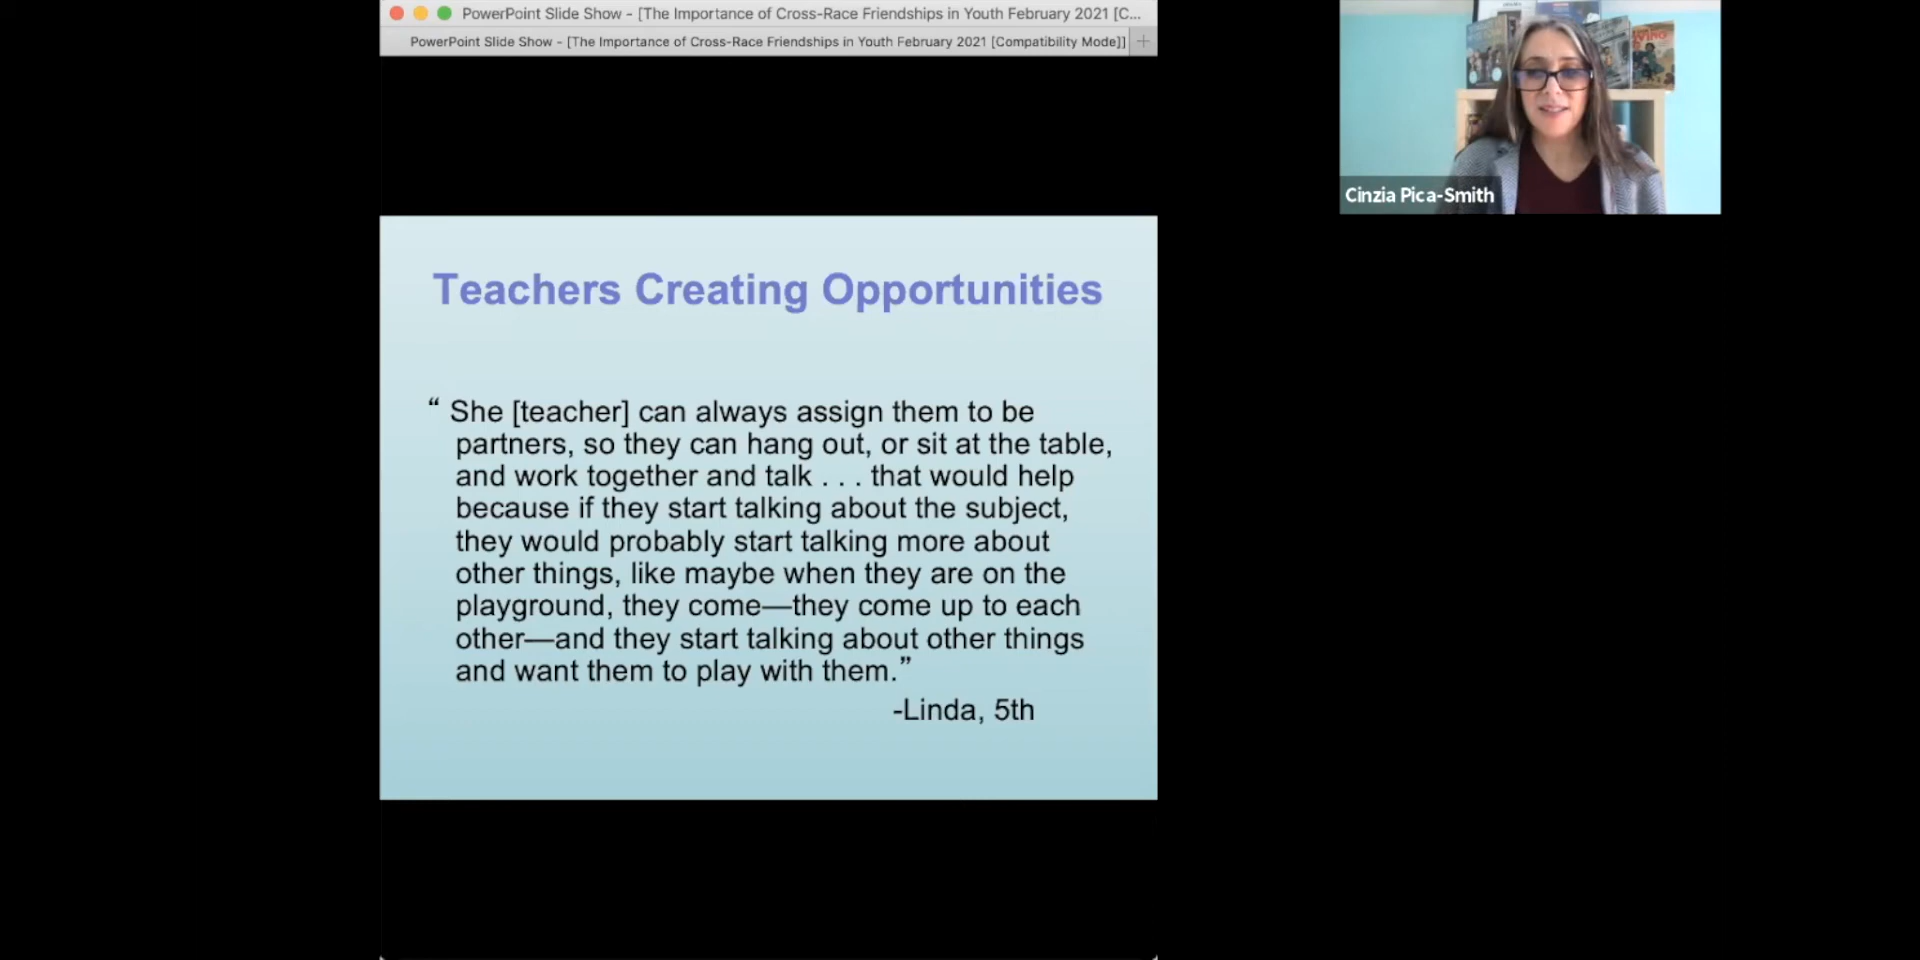 PowerPoint Slide Show - [The Importance of Cross-Race Friendships in Youth February 2021 [C...
PowerPoint Slide Show - [The Importance of Cross-Race Friendships in Youth February 2021 [Compatibility Mode]]
Cinzia Pica-Smith
Teachers Creating Opportunities
“ She [teacher] can always assign them to be
partners, so they can hang out, or sit at the table,
and work together and talk . . . that would help
because if they start talking about the subject,
they would probably start talking more about
other things, like maybe when they are on the
playground, they come—they come up to each
other—and they start talking about other things
and want them to play with them.”
-Linda, 5th